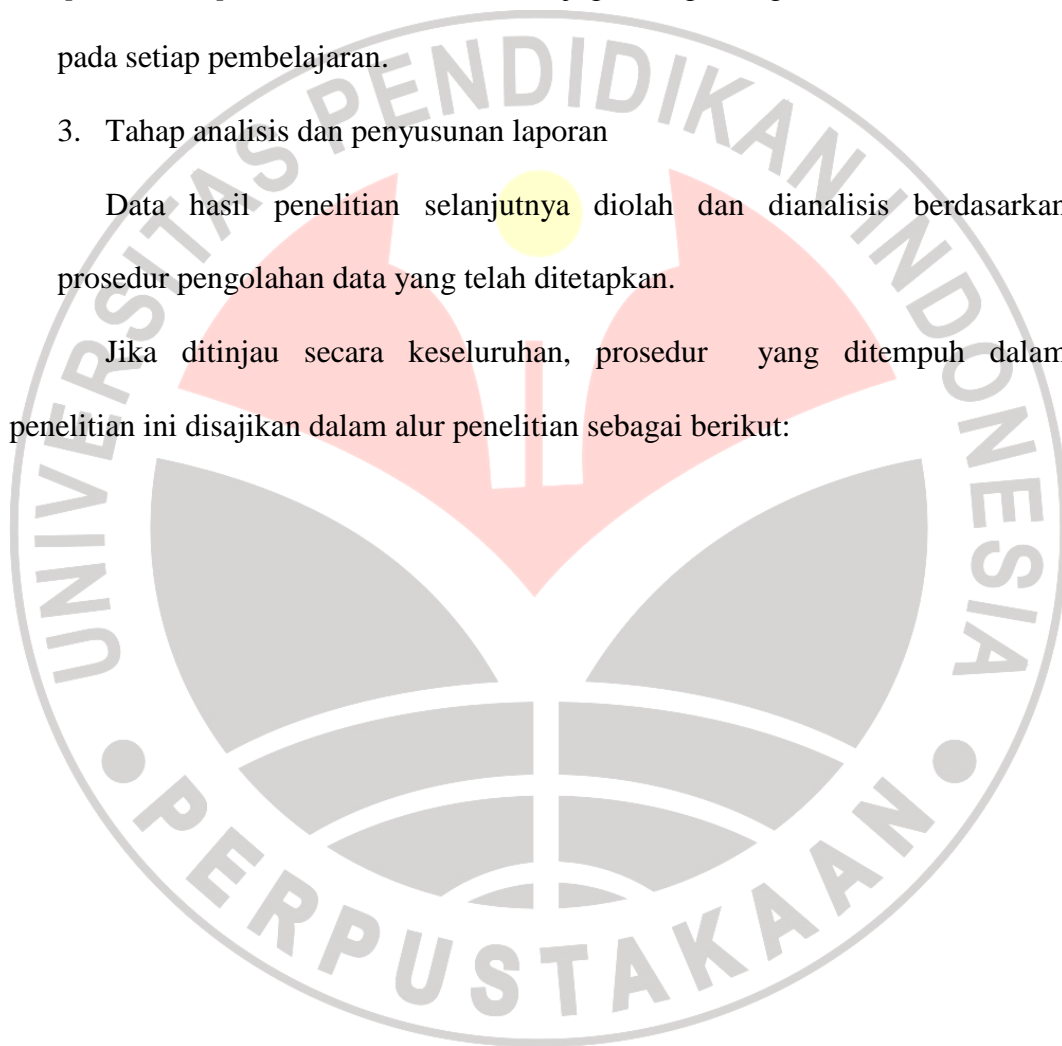 pada setiap pembelajaran.
3. Tahap analisis dan penyusunan laporan
Data hasil penelitian selanjutnya diolah dan dianalisis berdasarkan
prosedur pengolahan data yang telah ditetapkan.
Jika ditinjau secara keseluruhan, prosedur yang ditempuh dalam
penelitian ini disajikan dalam alur penelitian sebagai berikut:
UNIVERSITAS PENDIDIKAN INDONESIA
PERPUSTAKAAN